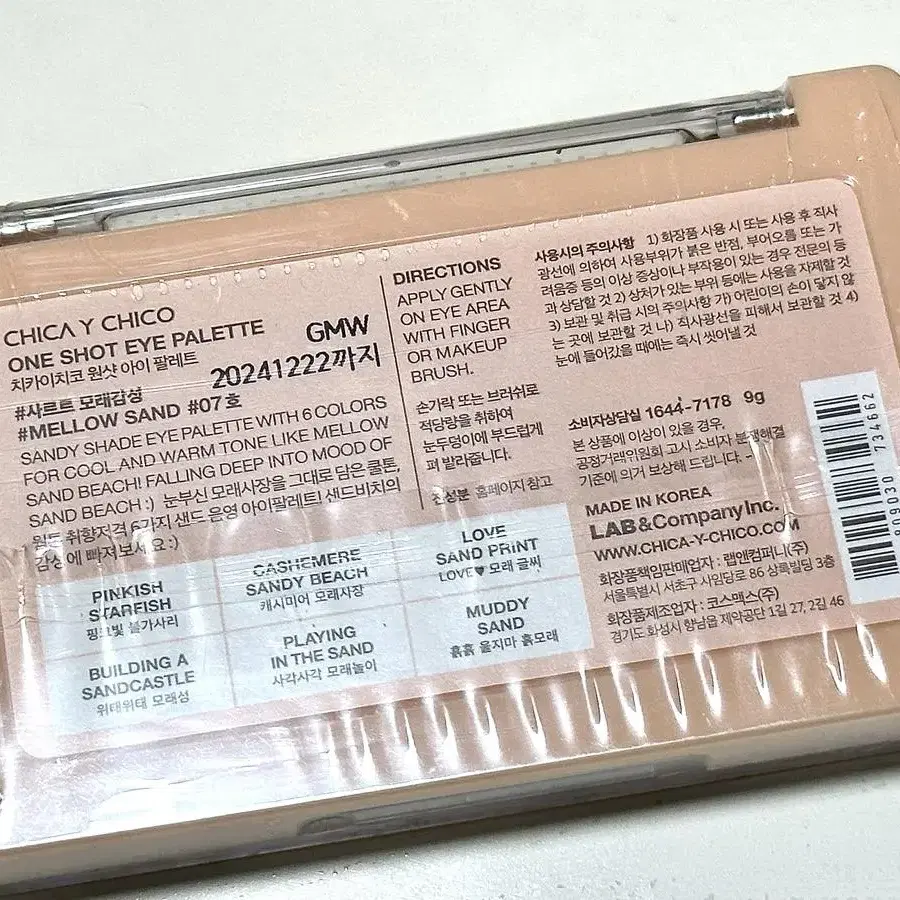 CHICA Y CHICO
ONE SHOT EYE PALETTE
치카이치코 원샷 아이 팔레트
GMW
20241222까지
#사르트 모래감성
#MELLOW SAND #07호
SANDY SHADE EYE PALETTE WITH 6 COLORS
FOR COOL AND WARM TONE LIKE MELLOW
SAND BEACH! FALLING DEEP INTO MOOD OF
SAND BEACH :) 눈부신 모래사장을 그대로 담은 쿨톤,
웜톤 취향저격 6가지 샌드 음영 아이팔레트! 샌드비치의
감성에 빠져보세요 :)
PINKISH
STARFISH
핑크빛 불가사리
CASHEMERE
SANDY BEACH
캐시미어 모래사장
LOVE
SAND PRINT
LOVE♥ 모래 글씨
BUILDING A
SANDCASTLE
위태위태 모래성
PLAYING
IN THE SAND
사각사각 모래놀이
MUDDY
SAND
흙흙 울지마 흙모래
DIRECTIONS
APPLY GENTLY
ON EYE AREA
WITH FINGER
OR MAKEUP
BRUSH.
손가락 또는 브러쉬로
적당량을 취하여
눈두덩이에 부드럽게
펴 발라줍니다.
전성분 홈페이지 참고
사용시의 주의사항 1) 화장품 사용 시 또는 사용 후 직사
광선에 의하여 사용부위가 붉은 반점, 부어오름 또는 가
려움증 등의 이상 증상이나 부작용이 있는 경우 전문의 등
과 상담할 것 2) 상처가 있는 부위 등에는 사용을 자제할 것
3) 보관 및 취급 시의 주의사항 가) 어린이의 손이 닿지 않
는 곳에 보관할 것 나) 직사광선을 피해서 보관할 것 4)
눈에 들어갔을 때에는 즉시 씻어낼 것
소비자상담실 1644-7178 9g
본 상품에 이상이 있을 경우,
공정거래위원회 고시 소비자 분쟁해결
기준에 의거 보상해 드립니다.
MADE IN KOREA
LAB&Company Inc.
WWW.CHICA-Y-CHICO.COM
화장품책임판매업자 : 랩앤컴퍼니(주)
서울특별시 서초구 사임당로 86 삼특빌딩 3층
화장품제조업자 : 코스맥스(주)
경기도 화성시 향남읍 제약공단 1길 27, 2길 46
809030 734662